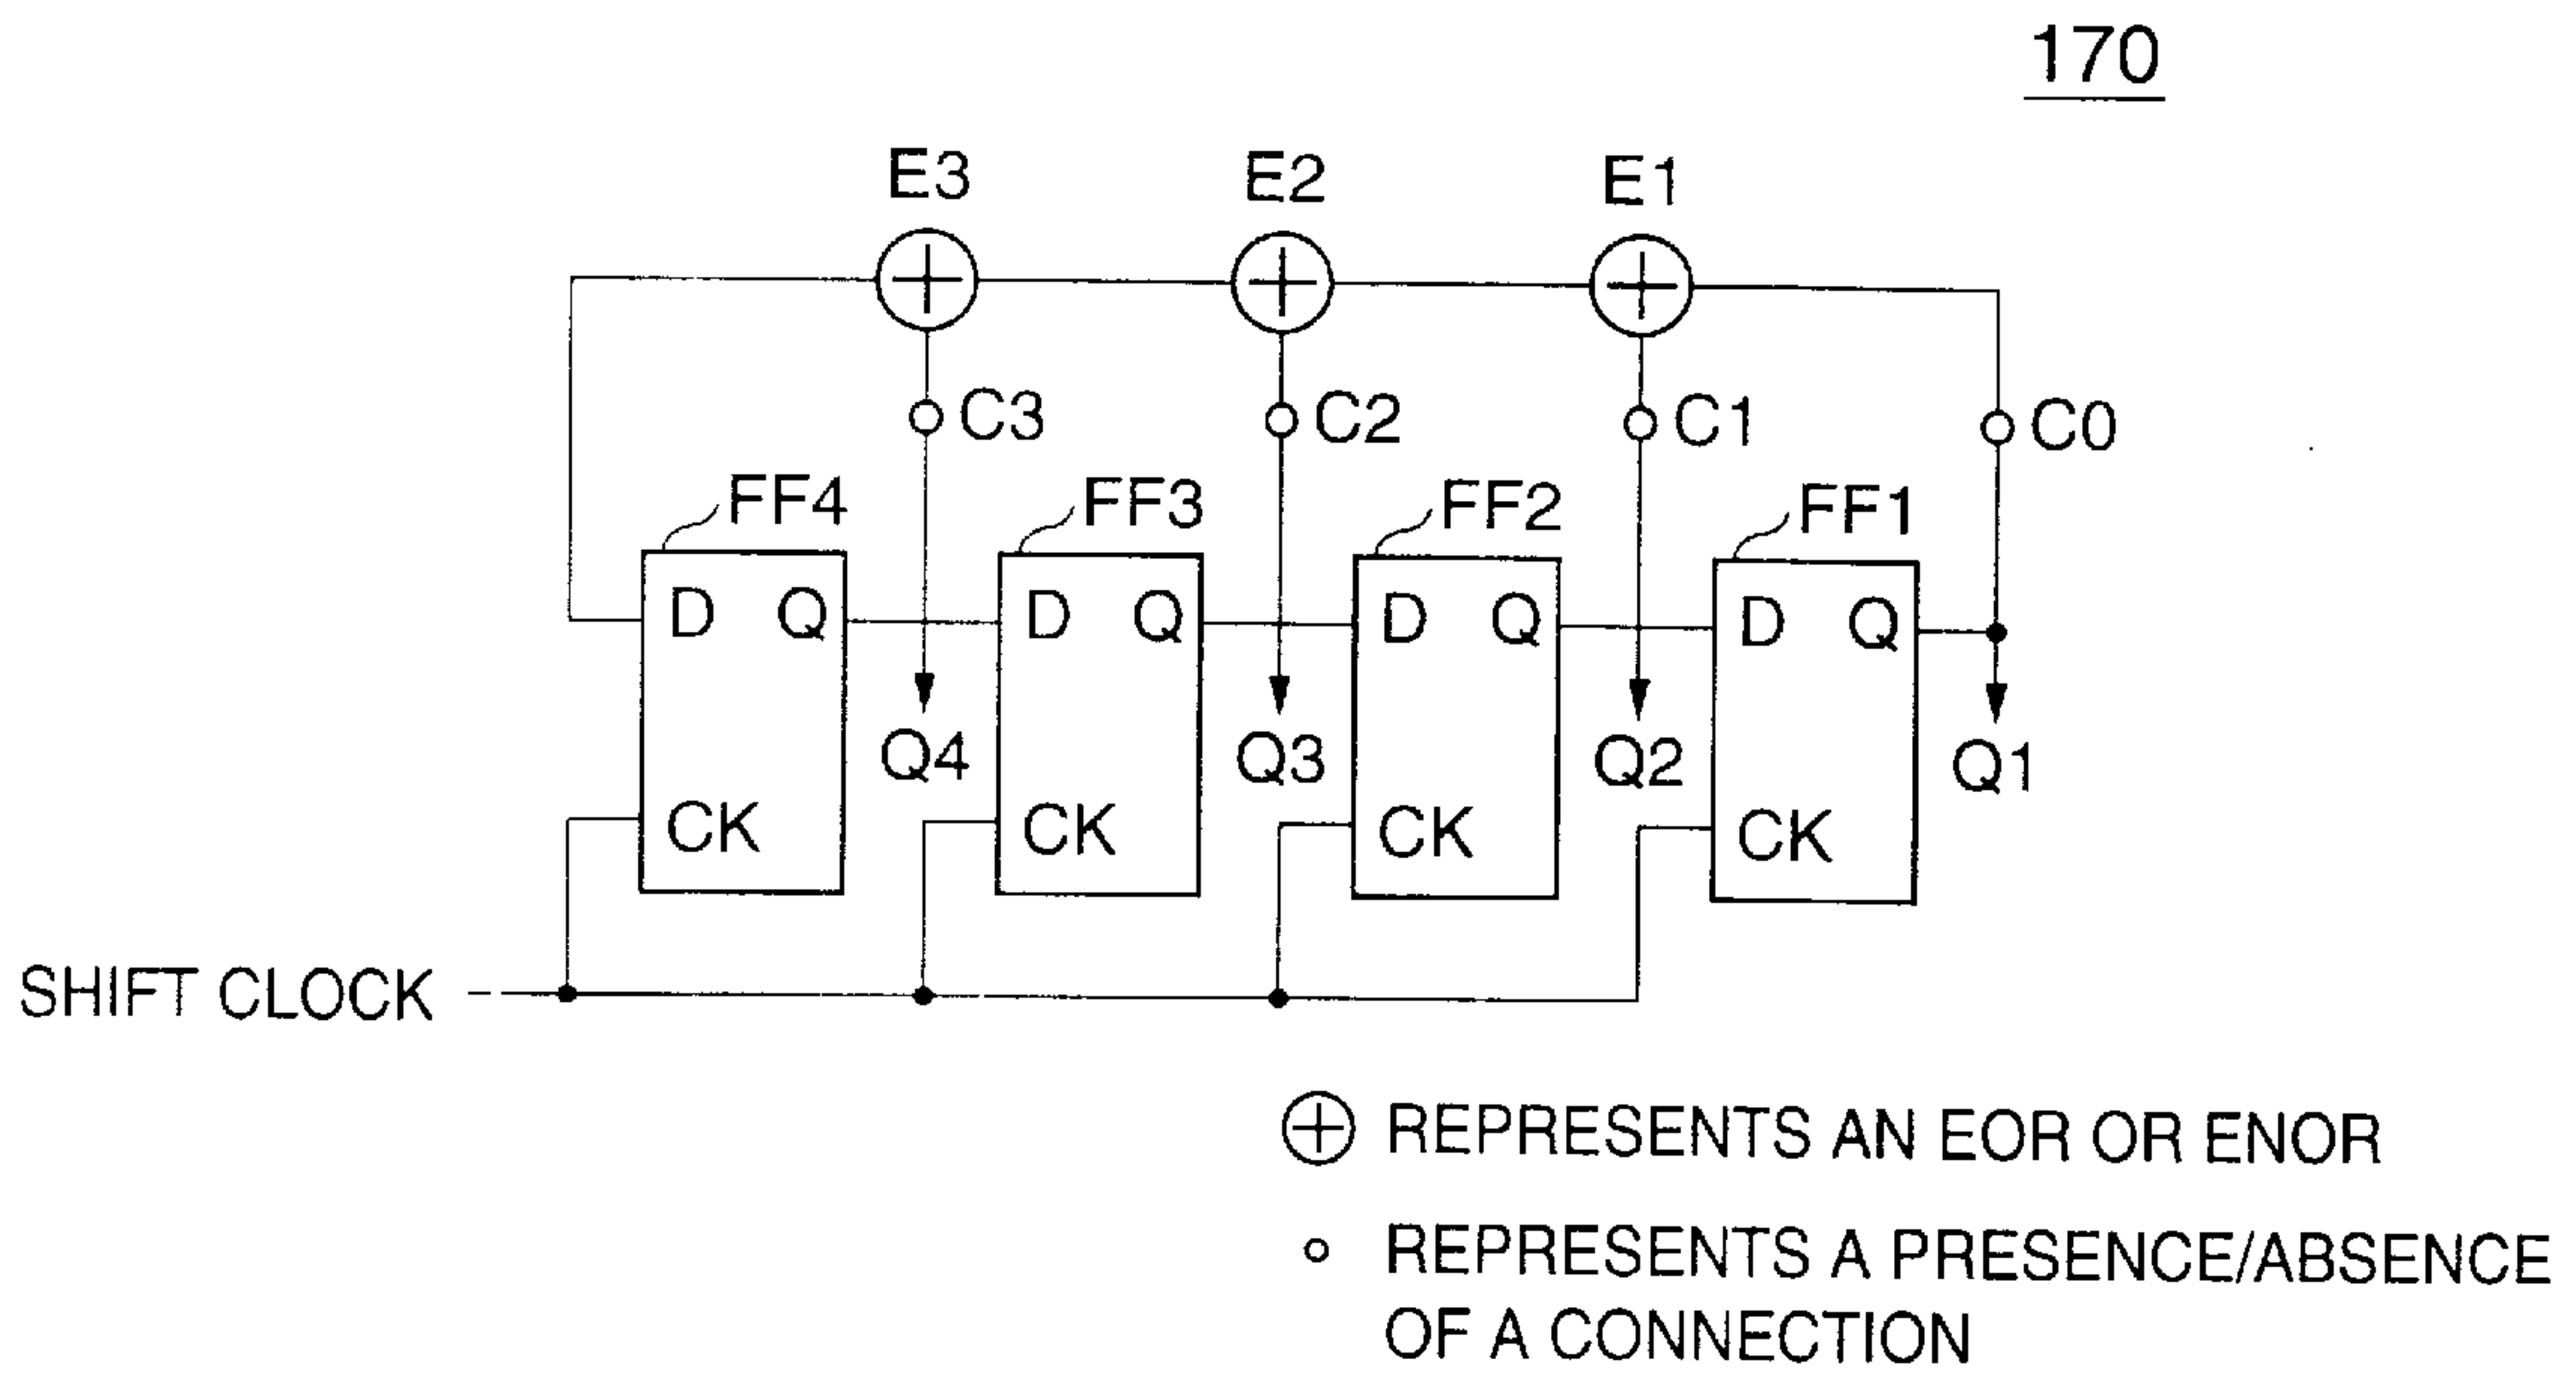 170
E3 E2 E1
C3 C2 C1 C0
FF4 FF3 FF2 FF1
D Q D Q D Q D Q
Q4 Q3 Q2 Q1
CK CK CK CK
SHIFT CLOCK
REPRESENTS AN EOR OR ENOR
REPRESENTS A PRESENCE/ABSENCE
OF A CONNECTION